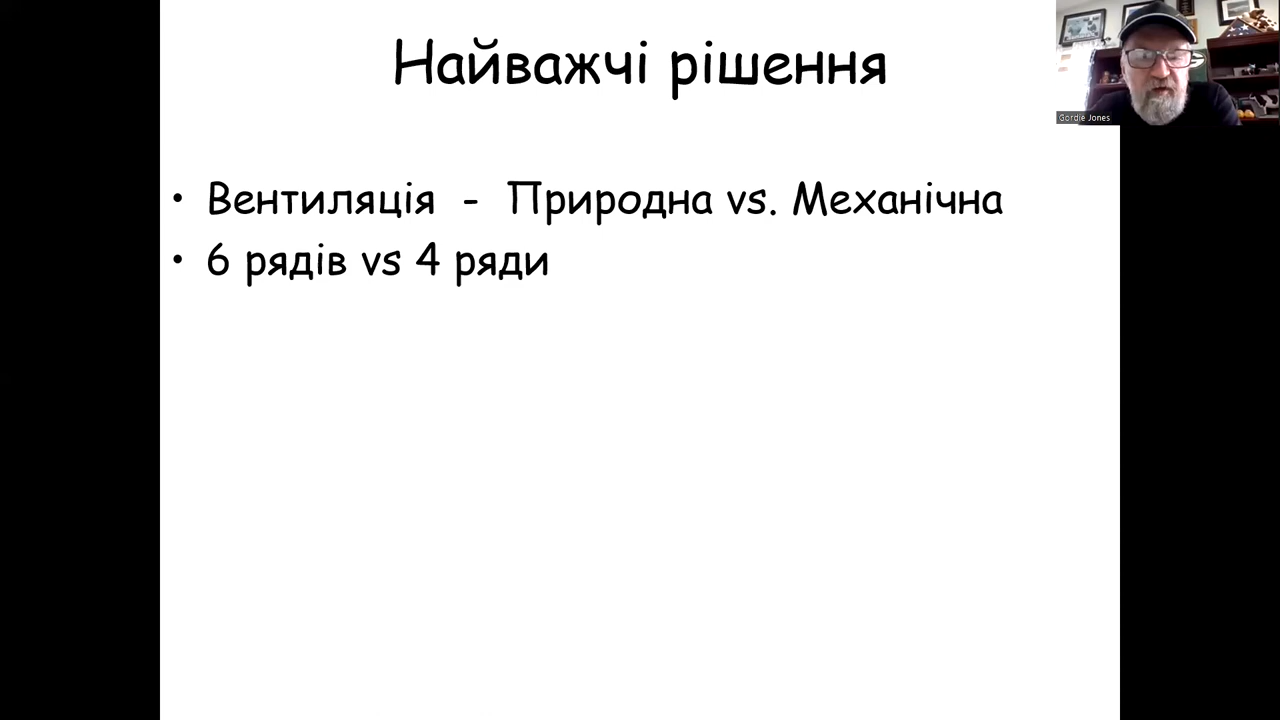 Найважчі рішення
Gordie Jones
• Вентиляція - Природна vs. Механічна
• 6 рядів vs 4 ряди